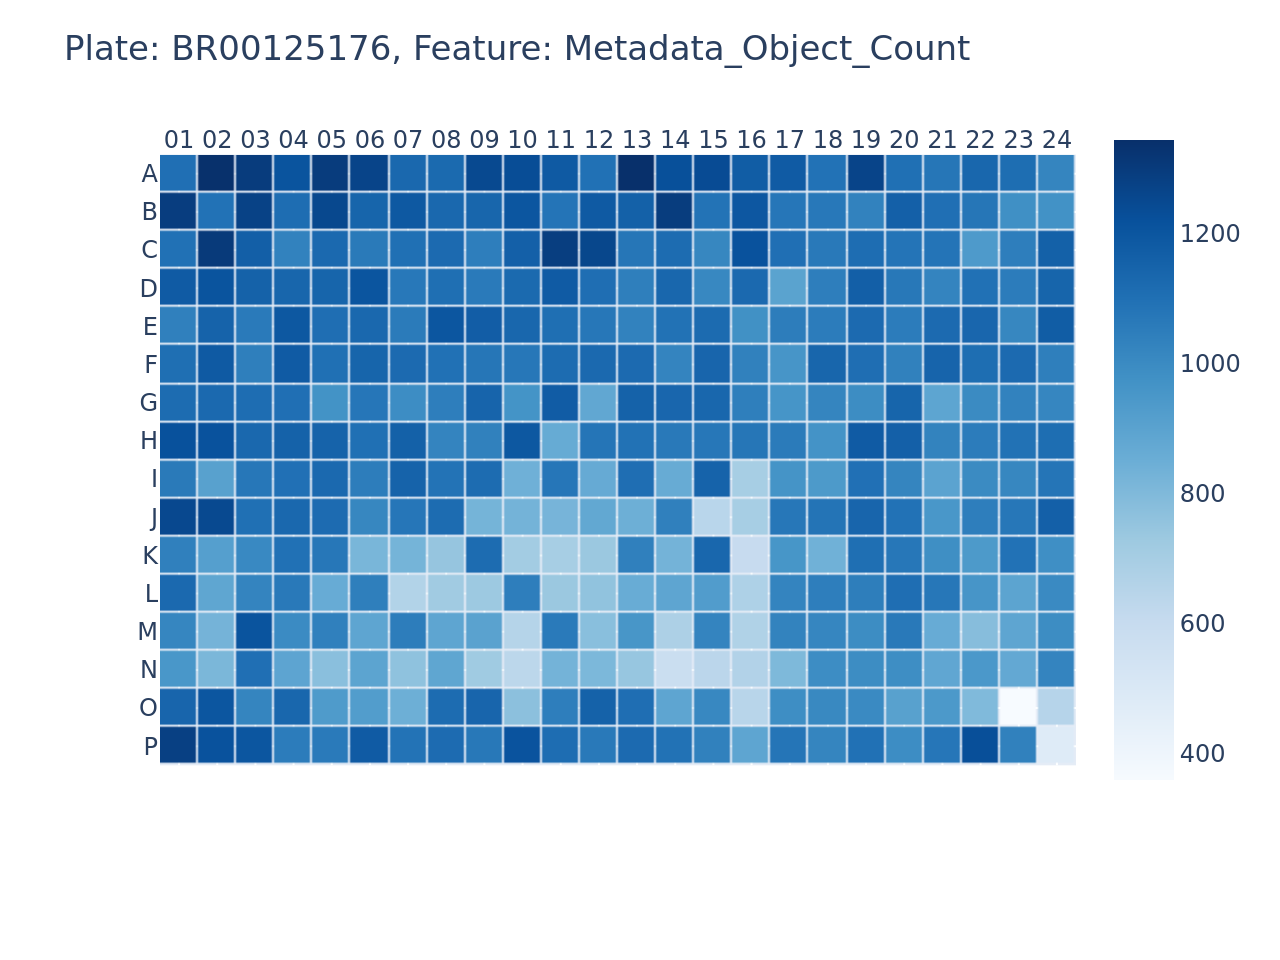 Plate: BR00125176, Feature: Metadata_Object_Count
01 02 03 04 05 06 07 08 09 10 11 12 13 14 15 16 17 18 19 20 21 22 23 24
A
B
1200
C
D
E
1000
F
G
H
I
800
J
K
L
M
600
N
O
P
400